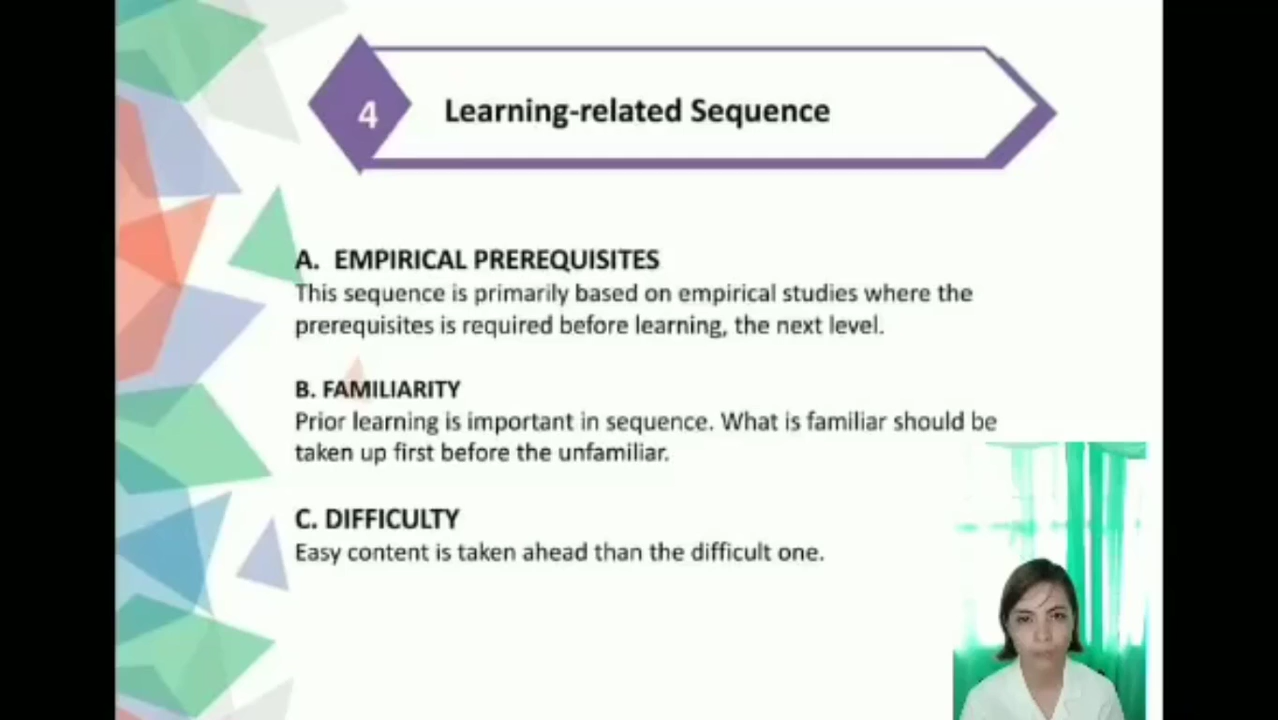 4
Learning-related Sequence
A. EMPIRICAL PREREQUISITES
This sequence is primarily based on empirical studies where the
prerequisites is required before learning, the next level.
B. FAMILIARITY
Prior learning is important in sequence. What is familiar should be
taken up first before the unfamiliar.
C. DIFFICULTY
Easy content is taken ahead than the difficult one.